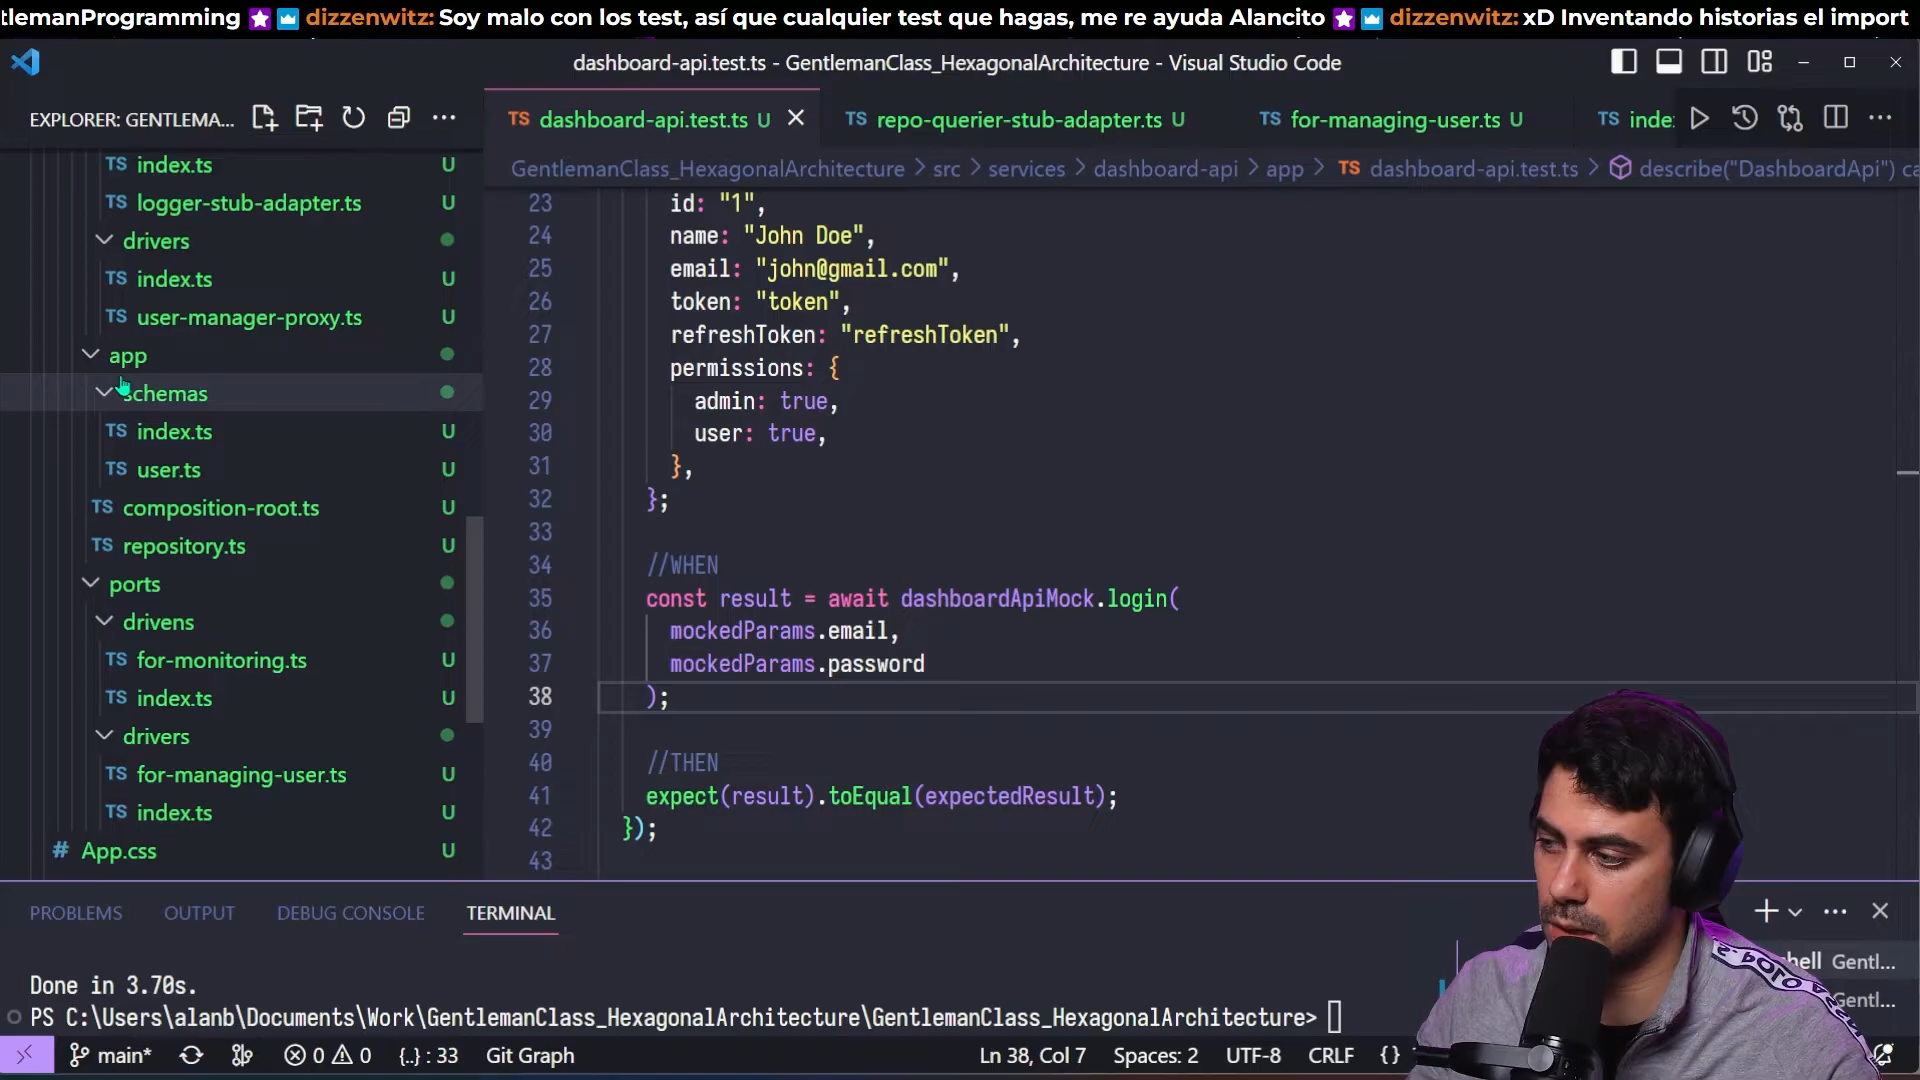 tlemanProgramming dizzenwitz: Soy malo con los test, así que cualquier test que hagas, me re ayuda Alancito dizzenwitz: xD Inventando historias el import
dashboard-api.test.ts - GentlemanClass_HexagonalArchitecture - Visual Studio Code
EXPLORER: GENTLEMA...
TS index.ts U
TS logger-stub-adapter.ts U
drivers
TS index.ts U
TS user-manager-proxy.ts U
app
schemas
TS index.ts U
TS user.ts U
TS composition-root.ts U
TS repository.ts U
ports
drivens
TS for-monitoring.ts U
TS index.ts U
drivers
TS for-managing-user.ts U
TS index.ts U
# App.css U
TS dashboard-api.test.ts U
TS repo-querier-stub-adapter.ts U
TS for-managing-user.ts U
TS inde
GentlemanClass_HexagonalArchitecture > src > services > dashboard-api > app > TS dashboard-api.test.ts > describe("DashboardApi") ca
23 id: "1",
24 name: "John Doe",
25 email: "john@gmail.com",
26 token: "token",
27 refreshToken: "refreshToken",
28 permissions: {
29 admin: true,
30 user: true,
31 },
32 };
33
34 //WHEN
35 const result = await dashboardApiMock.login(
36 mockedParams.email,
37 mockedParams.password
38 );
39
40 //THEN
41 expect(result).toEqual(expectedResult);
42 });
43
PROBLEMS OUTPUT DEBUG CONSOLE TERMINAL
Done in 3.70s.
PS C:\Users\alanb\Documents\Work\GentlemanClass_HexagonalArchitecture\GentlemanClass_HexagonalArchitecture>
hell Gentl...
Gentl...
main* 0 0 {..} : 33 Git Graph
Ln 38, Col 7 Spaces: 2 UTF-8 CRLF {}